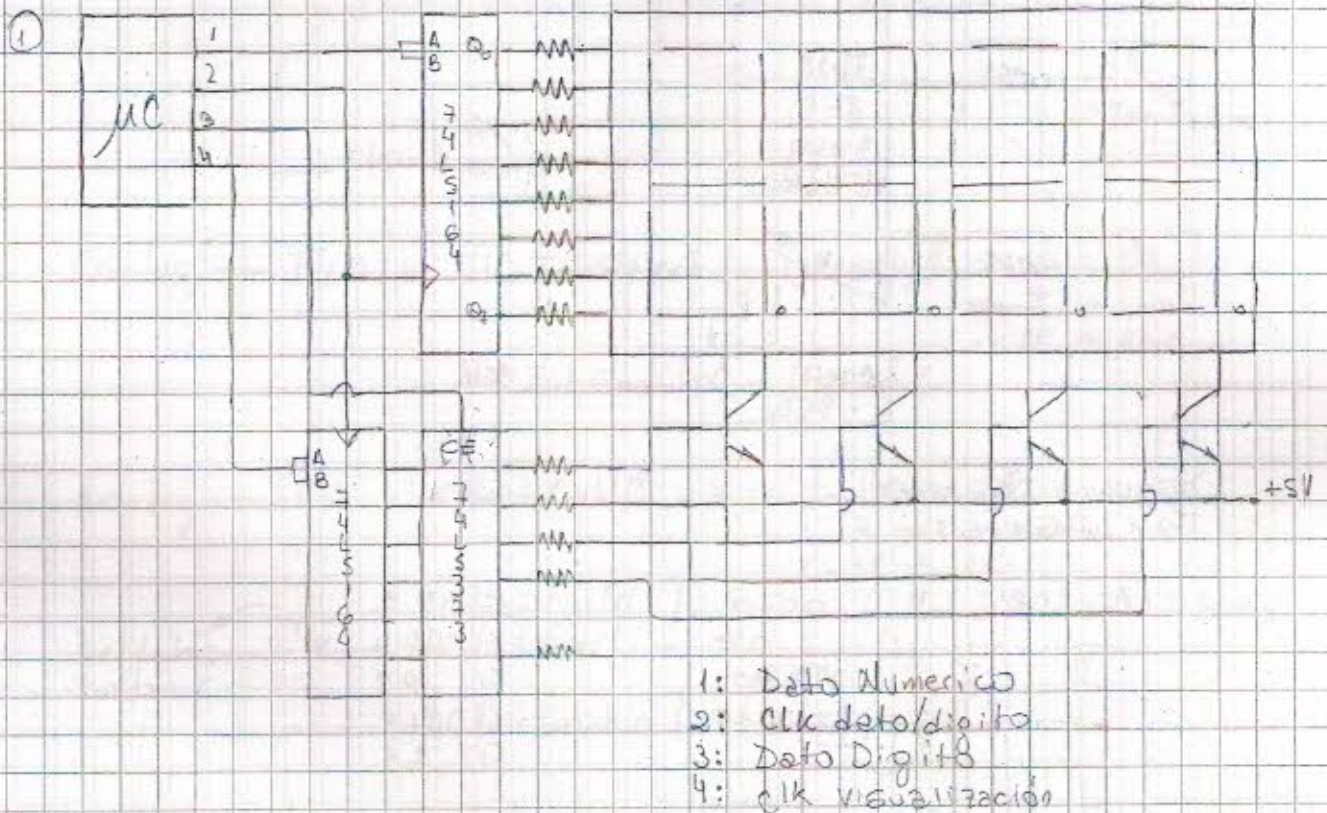 1
μC
1
2
3
4
A
B
Q0
74LS164
Q7
A
B
74LS164
CE
+5V
1: Dato Numerico
2: Clk dato/digito
3: Dato Digito
4: clk visualización